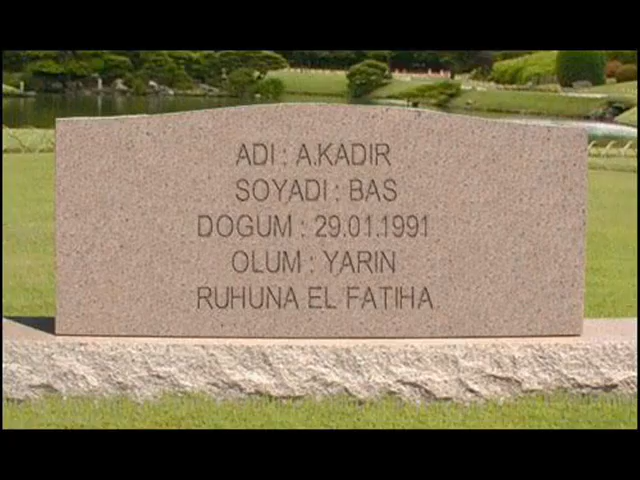 ADI : A.KADIR
SOYADI : BAS
DOGUM : 29.01.1991
OLUM : YARIN
RUHUNA EL FATIHA